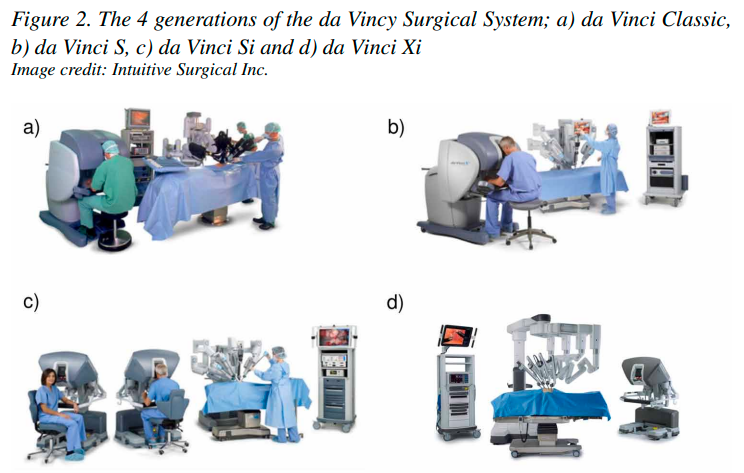 Figure 2. The 4 generations of the da Vincy Surgical System; a) da Vinci Classic,
b) da Vinci S, c) da Vinci Si and d) da Vinci Xi
Image credit: Intuitive Surgical Inc.
a)
b)
c)
d)